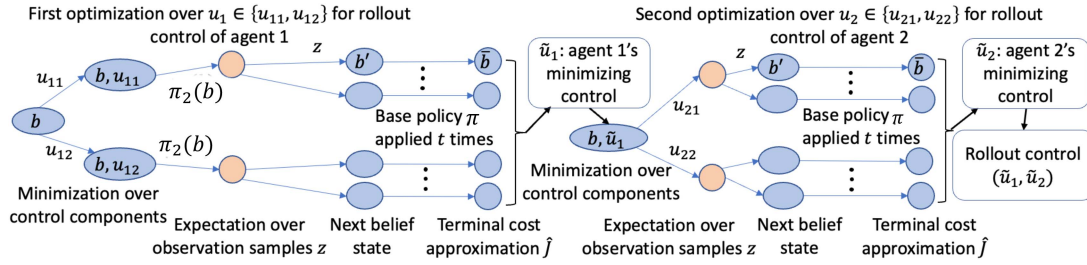 First optimization over u₁ ∈ {u₁₁, u₁₂} for rollout
control of agent 1
z
u₁₁
b, u₁₁
π₂(b)
b′
b̄
b
u₁₂
b, u₁₂
π₂(b)
Base policy π
applied t times
Minimization over
control components
Expectation over
observation samples z
Next belief
state
Terminal cost
approximation Ĵ
ũ₁: agent 1's
minimizing
control
Second optimization over u₂ ∈ {u₂₁, u₂₂} for rollout
control of agent 2
z
u₂₁
b′
b̄
b, ũ₁
u₂₂
Base policy π
applied t times
Minimization over
control components
Expectation over
observation samples z
Next belief
state
Terminal cost
approximation Ĵ
ũ₂: agent 2's
minimizing
control
Rollout control
(ũ₁, ũ₂)